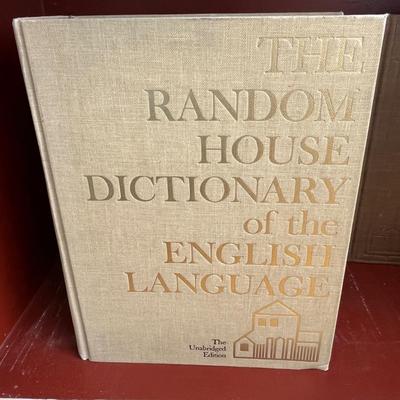 THE
RANDOM
HOUSE
DICTIONARY
of the
ENGLISH
LANGUAGE
The
Unabridged
Edition